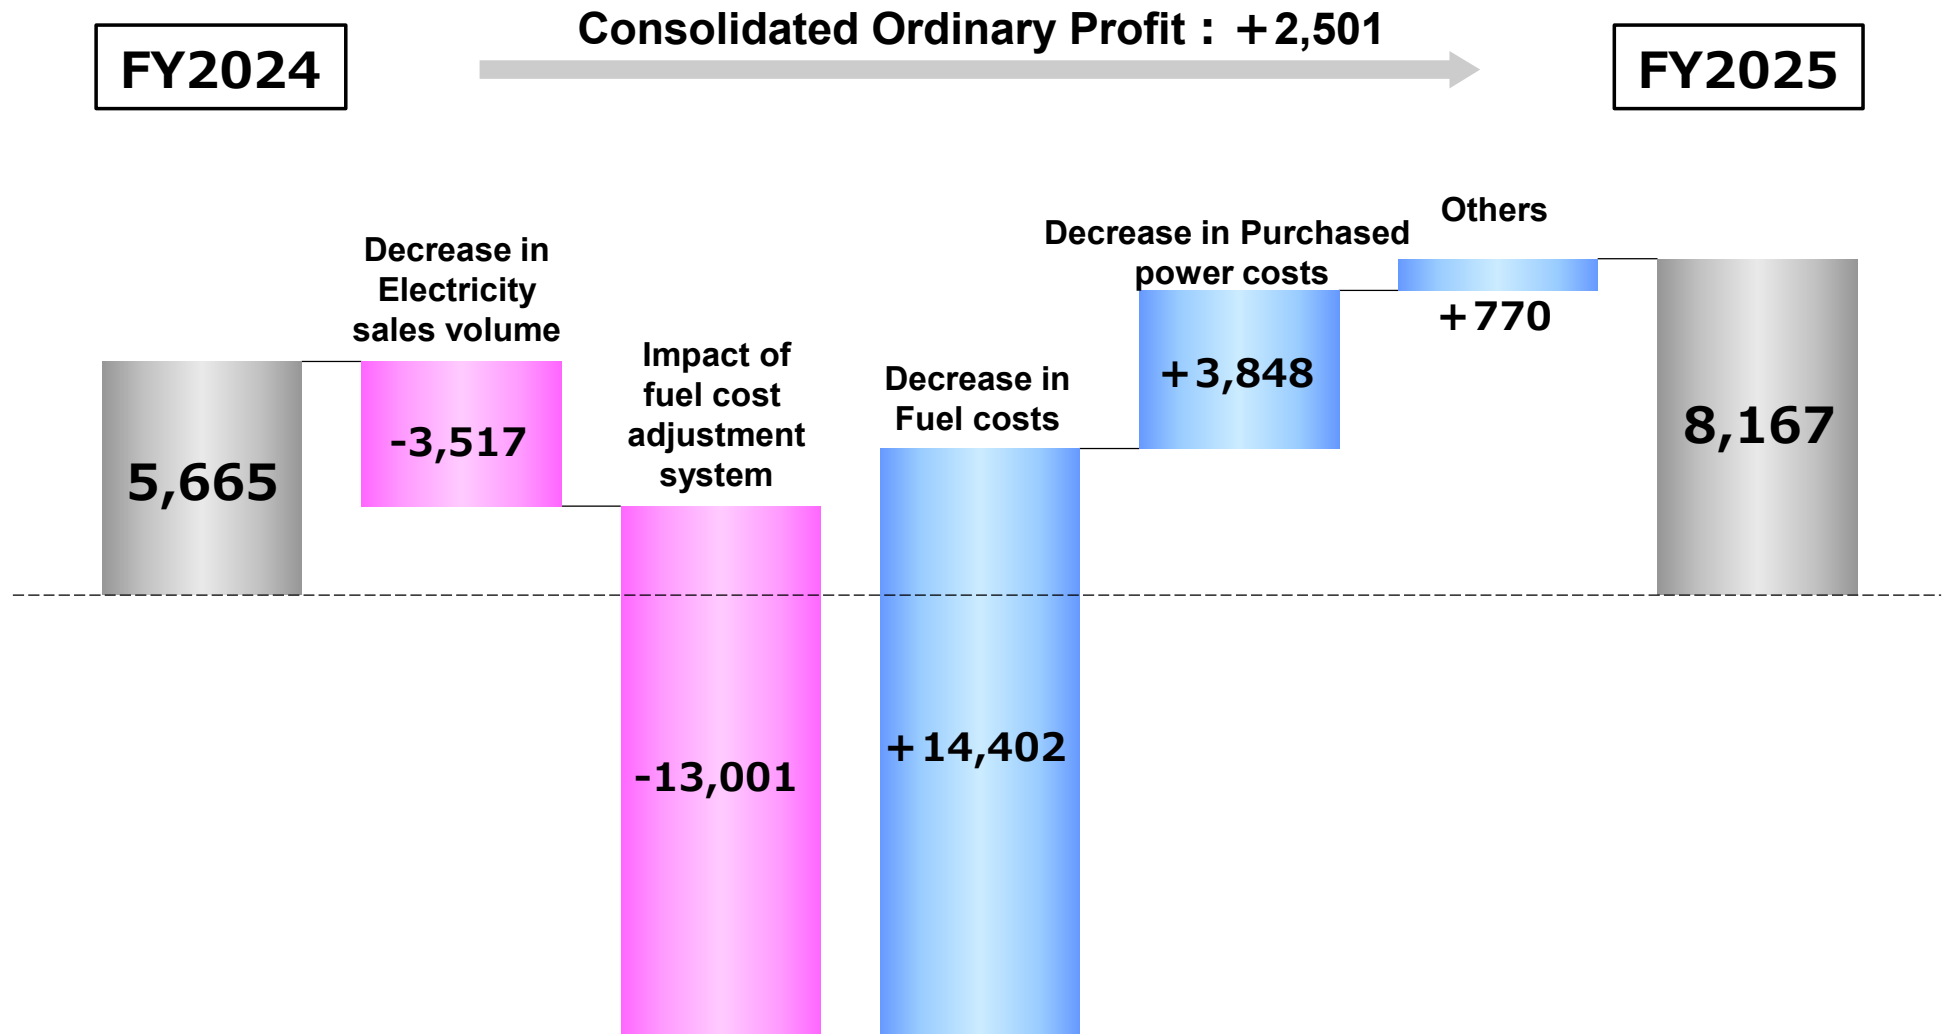 Consolidated Ordinary Profit : +2,501
FY2024
FY2025
Decrease in
Electricity
sales volume
Impact of
fuel cost
adjustment
system
Decrease in
Fuel costs
Decrease in Purchased
power costs
Others
5,665
-3,517
-13,001
+14,402
+3,848
+770
8,167